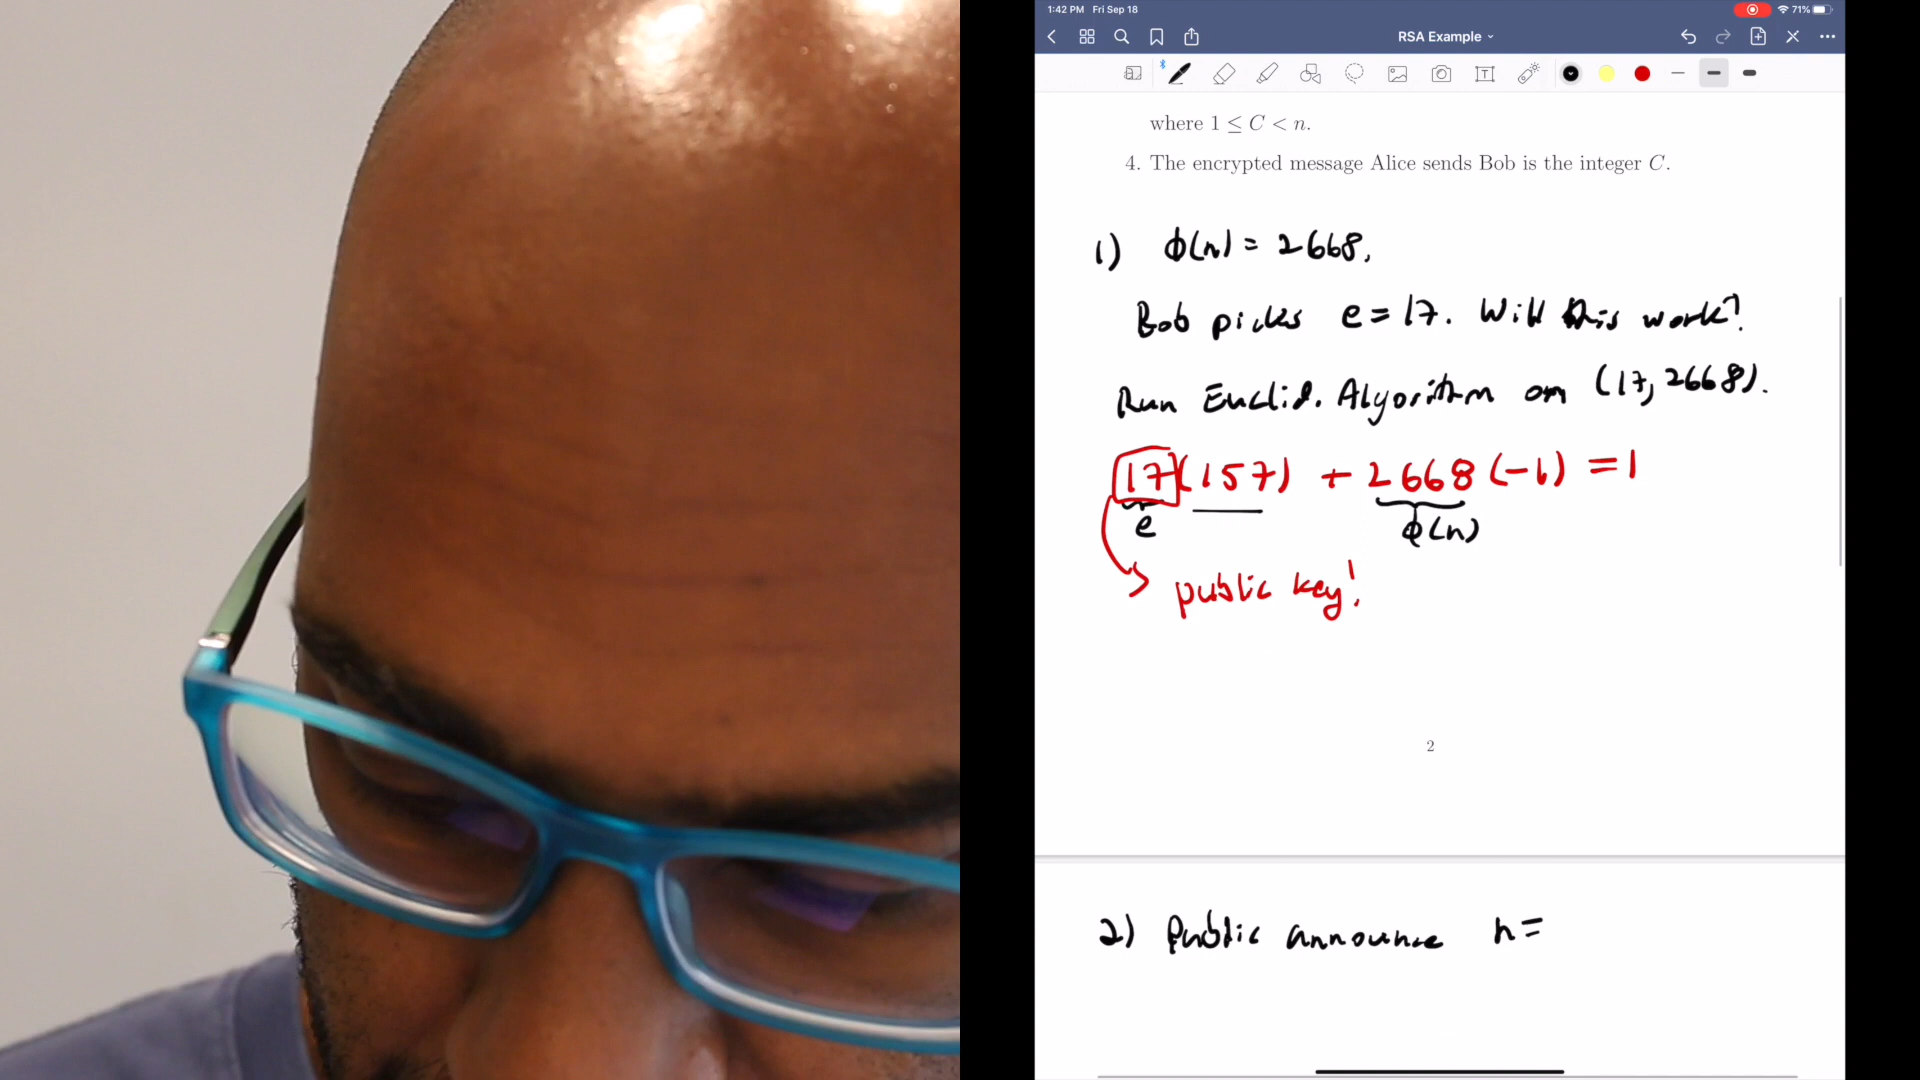 1:42 PM Fri Sep 18
71%
RSA Example
where 1 ≤ C < n.
4. The encrypted message Alice sends Bob is the integer C.
1) ϕ(n) = 2668,
Bob picks e = 17. Will this work?
Run Euclid. Algorithm on (17, 2668).
17(157) + 2668(-1) = 1
e ϕ(n)
public key!
2
2) Public announce n=